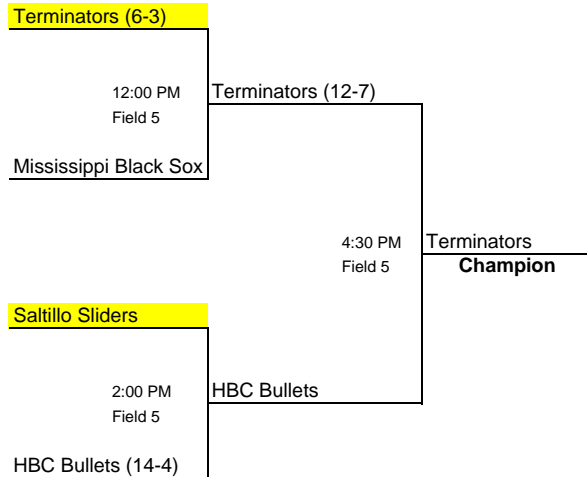 Terminators (6-3)
12:00 PM
Field 5
Terminators (12-7)
Mississippi Black Sox
4:30 PM
Field 5
Terminators
Champion
Saltillo Sliders
2:00 PM
Field 5
HBC Bullets
HBC Bullets (14-4)